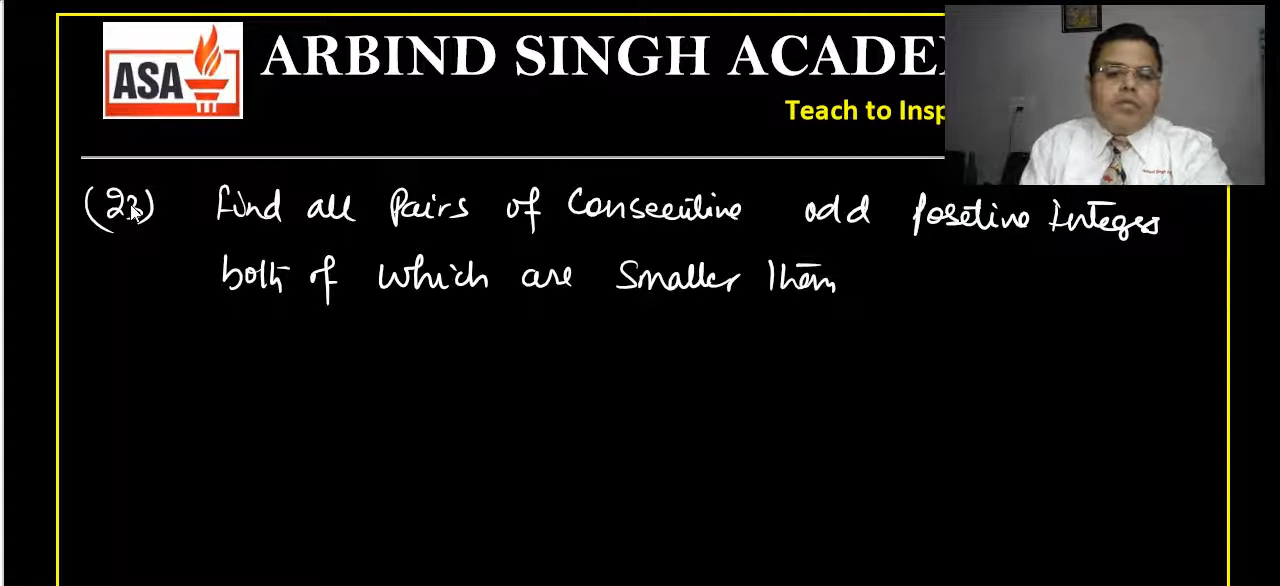 ASA
ARBIND SINGH ACADE
Teach to Insp
(23) Find all Pairs of Consecutive odd Positive Integers
both of which are Smaller than